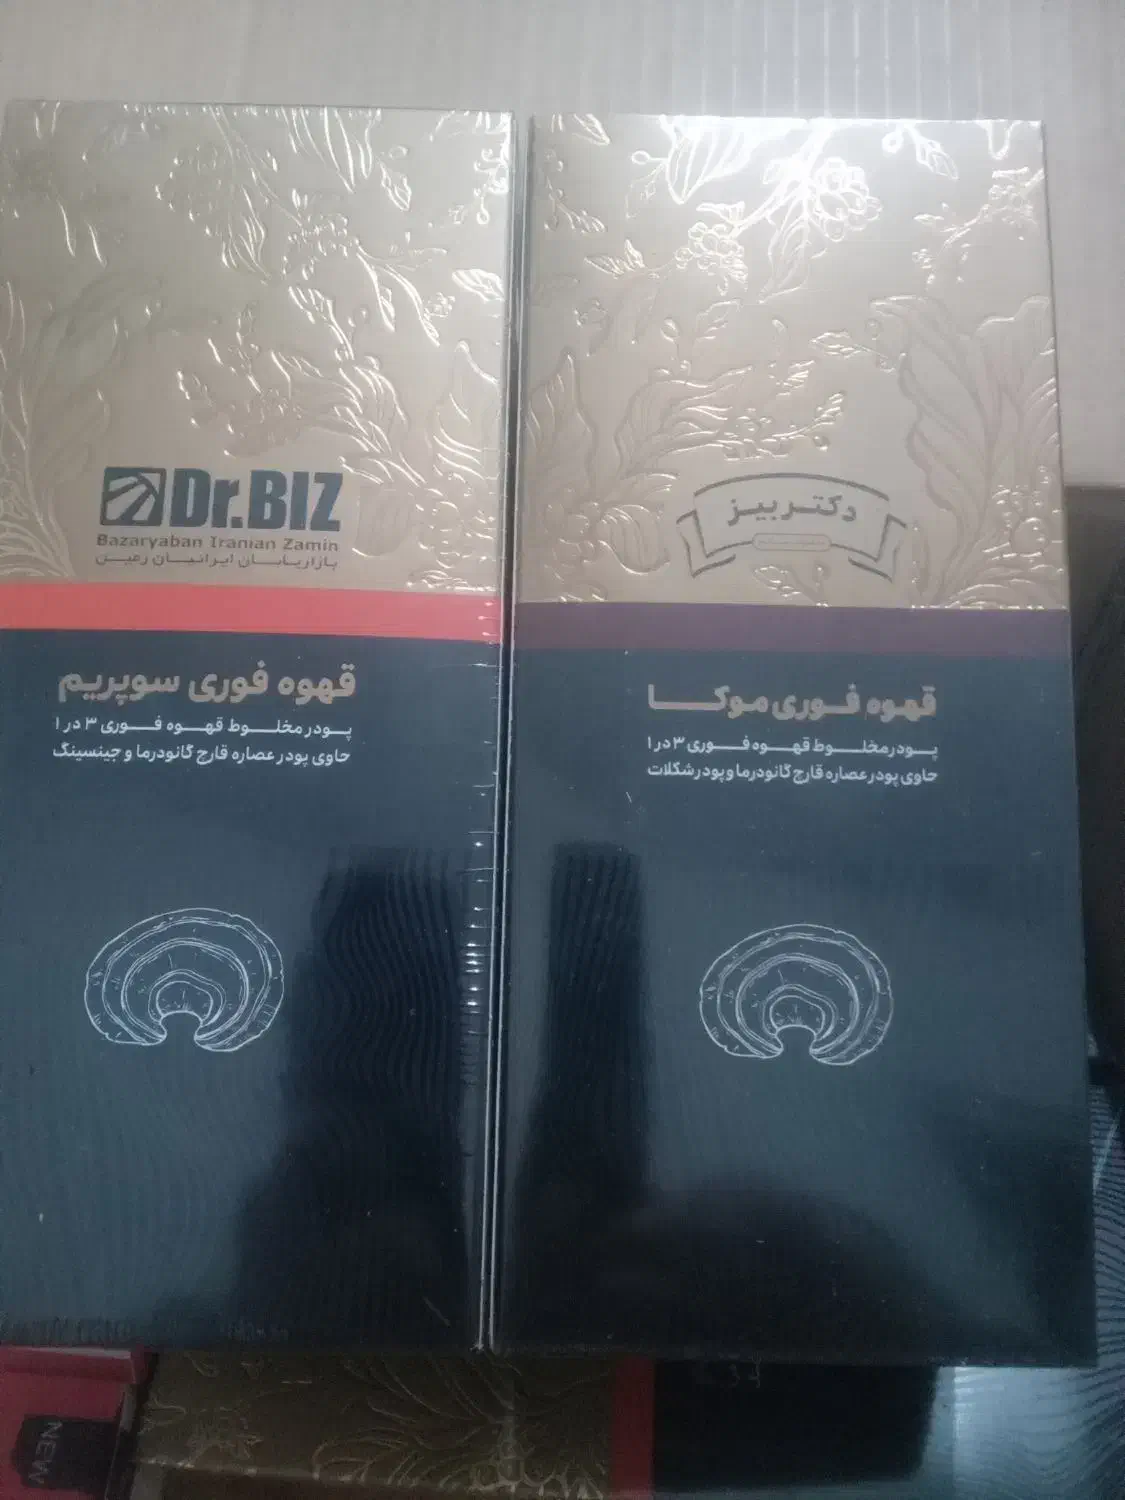 Dr.BIZ
Bazaryaban Iranian Zamin
بازاریابان ایرانیان زمین
قهوه فوری سوپریم
پودر مخلوط قهوه فوری ۳ در ۱
حاوی پودر عصاره قارچ گانودرما و جینسینگ
دکتر بیز
قهوه فوری موکا
پودر مخلوط قهوه فوری ۳ در ۱
حاوی پودر عصاره قارچ گانودرما و پودر شکلات
NEW